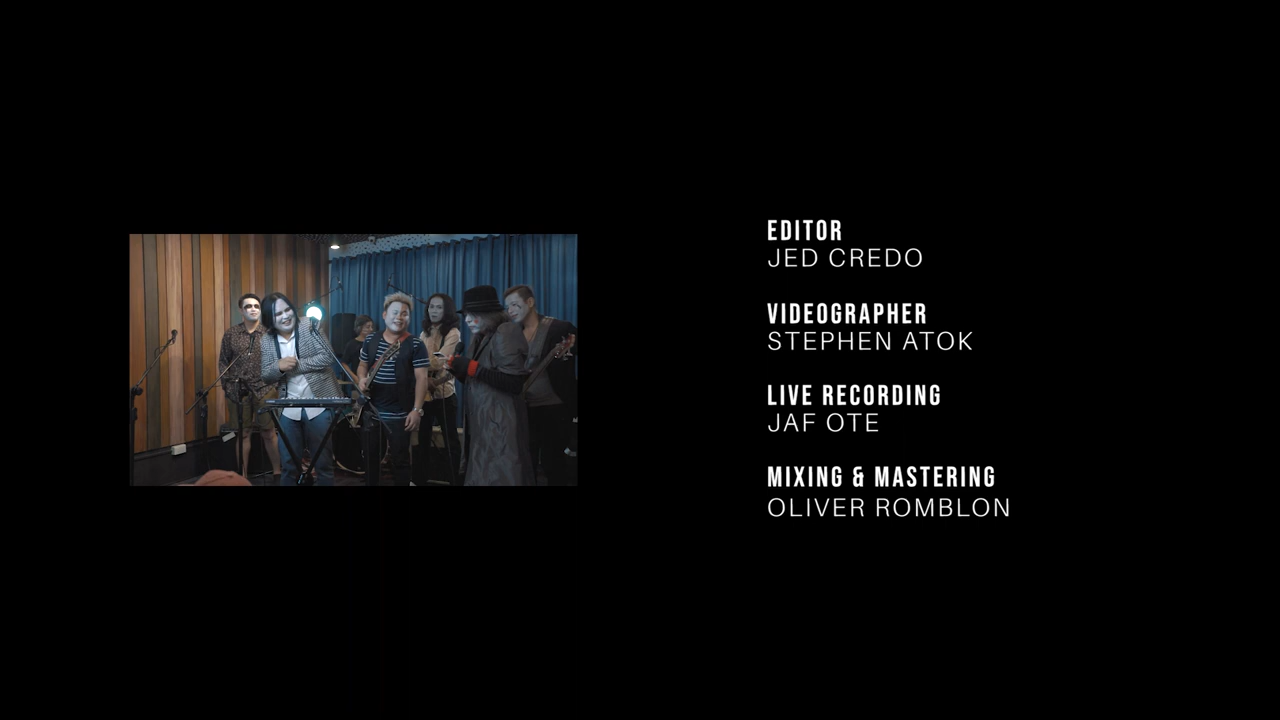 EDITOR
JED CREDO
VIDEOGRAPHER
STEPHEN ATOK
LIVE RECORDING
JAF OTE
MIXING & MASTERING
OLIVER ROMBLON